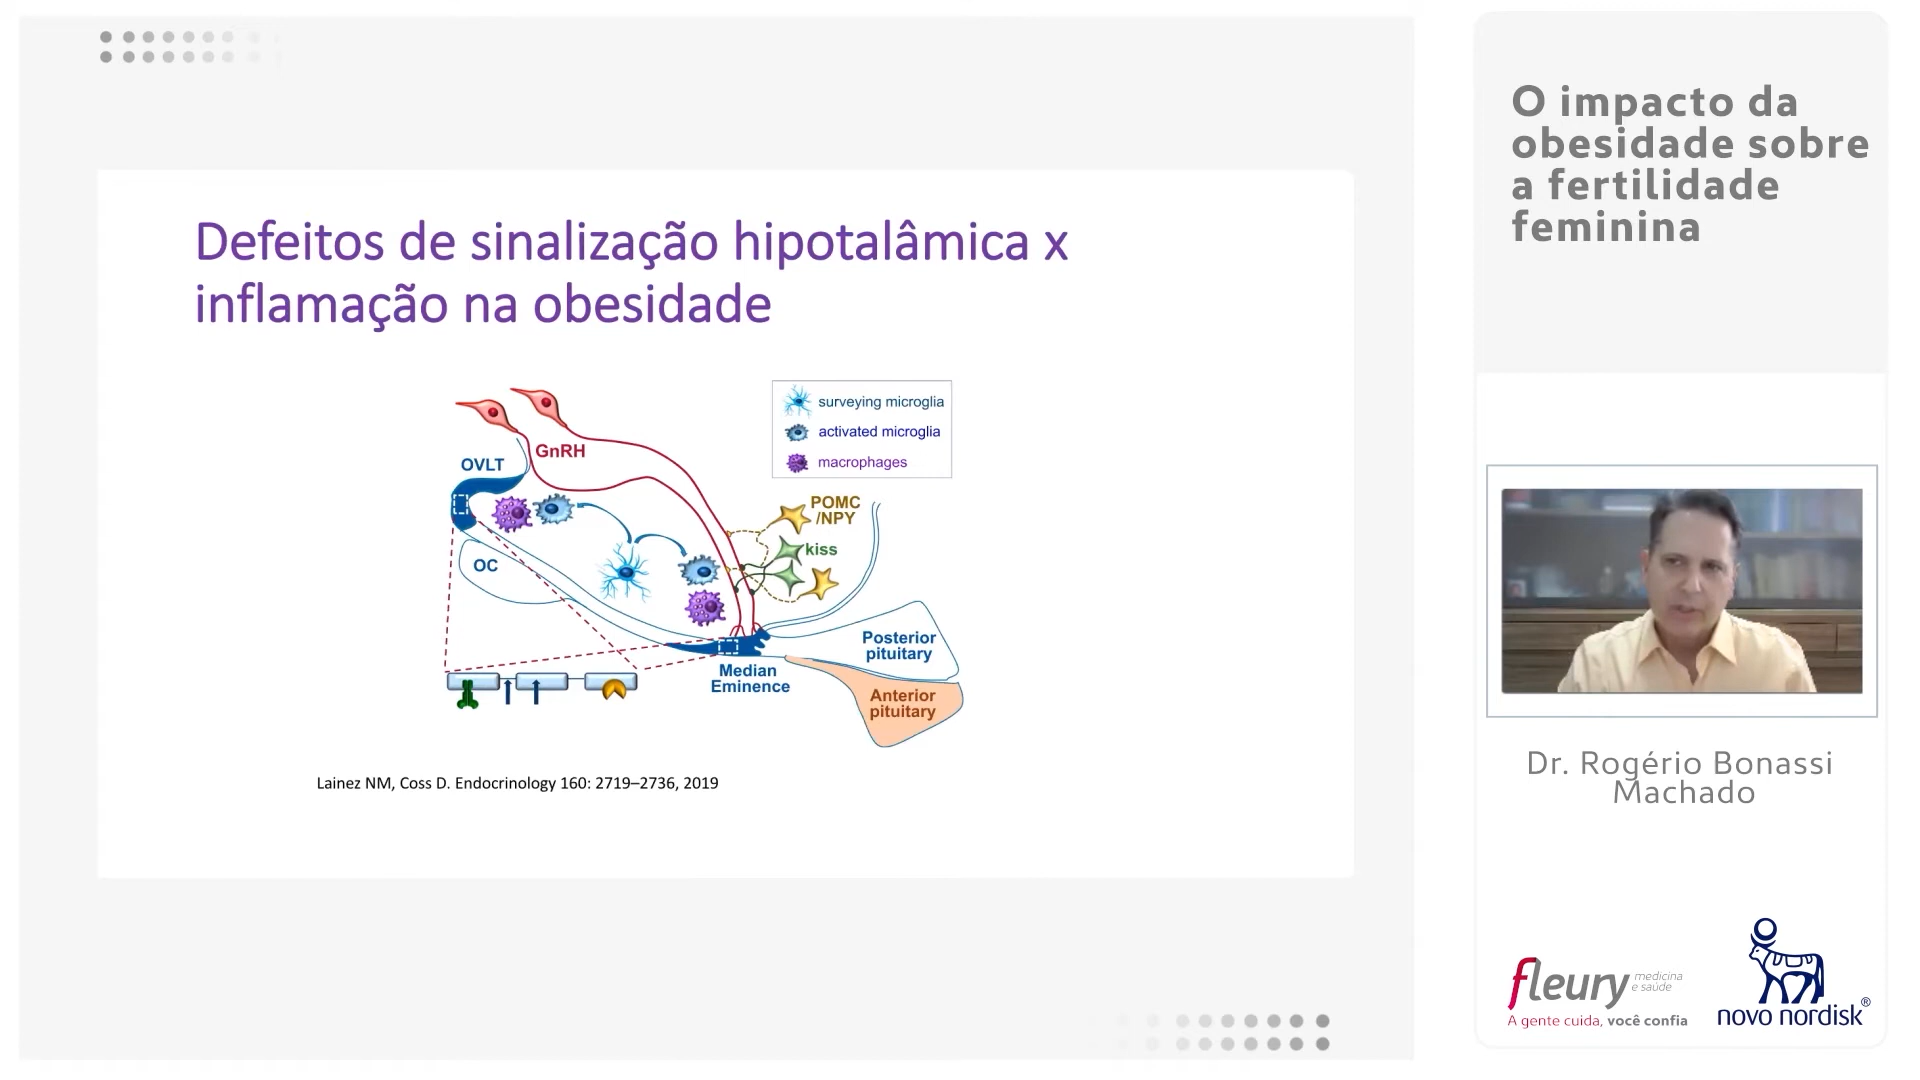 Defeitos de sinalização hipotalâmica x
inflamação na obesidade
surveying microglia
activated microglia
macrophages
GnRH
OVLT
POMC
/NPY
kiss
OC
Posterior
pituitary
Median
Eminence
Anterior
pituitary
Lainez NM, Coss D. Endocrinology 160: 2719–2736, 2019
O impacto da
obesidade sobre
a fertilidade
feminina
Dr. Rogério Bonassi
Machado
fleury medicina
e saúde
A gente cuida, você confia
novo nordisk®